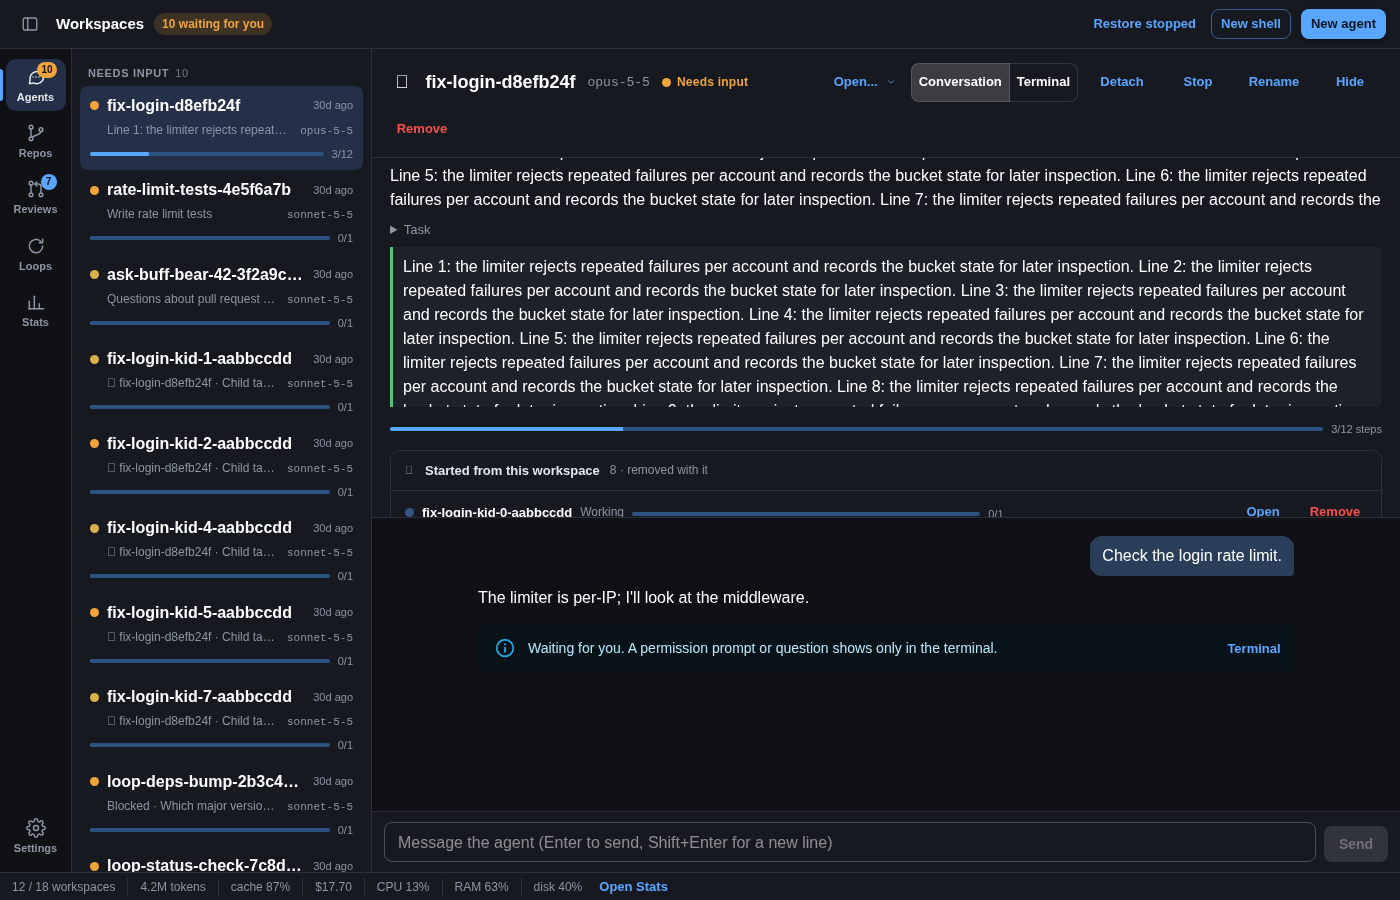 Workspaces
10 waiting for you
Restore stopped
New shell
New agent
10
Agents
Repos
7
Reviews
Loops
Stats
Settings
NEEDS INPUT 10
fix-login-d8efb24f 30d ago
Line 1: the limiter rejects repeat… opus-5-5
3/12
rate-limit-tests-4e5f6a7b 30d ago
Write rate limit tests sonnet-5-5
0/1
ask-buff-bear-42-3f2a9c… 30d ago
Questions about pull request … sonnet-5-5
0/1
fix-login-kid-1-aabbccdd 30d ago
fix-login-d8efb24f · Child ta… sonnet-5-5
0/1
fix-login-kid-2-aabbccdd 30d ago
fix-login-d8efb24f · Child ta… sonnet-5-5
0/1
fix-login-kid-4-aabbccdd 30d ago
fix-login-d8efb24f · Child ta… sonnet-5-5
0/1
fix-login-kid-5-aabbccdd 30d ago
fix-login-d8efb24f · Child ta… sonnet-5-5
0/1
fix-login-kid-7-aabbccdd 30d ago
fix-login-d8efb24f · Child ta… sonnet-5-5
0/1
loop-deps-bump-2b3c4… 30d ago
Blocked · Which major versio… sonnet-5-5
0/1
loop-status-check-7c8d… 30d ago
fix-login-d8efb24f opus-5-5 Needs input
Open... Conversation Terminal Detach Stop Rename Hide
Remove
Line 5: the limiter rejects repeated failures per account and records the bucket state for later inspection. Line 6: the limiter rejects repeated
failures per account and records the bucket state for later inspection. Line 7: the limiter rejects repeated failures per account and records the
Task
Line 1: the limiter rejects repeated failures per account and records the bucket state for later inspection. Line 2: the limiter rejects
repeated failures per account and records the bucket state for later inspection. Line 3: the limiter rejects repeated failures per account
and records the bucket state for later inspection. Line 4: the limiter rejects repeated failures per account and records the bucket state for
later inspection. Line 5: the limiter rejects repeated failures per account and records the bucket state for later inspection. Line 6: the
limiter rejects repeated failures per account and records the bucket state for later inspection. Line 7: the limiter rejects repeated failures
per account and records the bucket state for later inspection. Line 8: the limiter rejects repeated failures per account and records the
3/12 steps
Started from this workspace 8 · removed with it
fix-login-kid-0-aabbccdd Working 0/1 Open Remove
Check the login rate limit.
The limiter is per-IP; I'll look at the middleware.
Waiting for you. A permission prompt or question shows only in the terminal. Terminal
Message the agent (Enter to send, Shift+Enter for a new line)
Send
12 / 18 workspaces 4.2M tokens cache 87% $17.70 CPU 13% RAM 63% disk 40% Open Stats